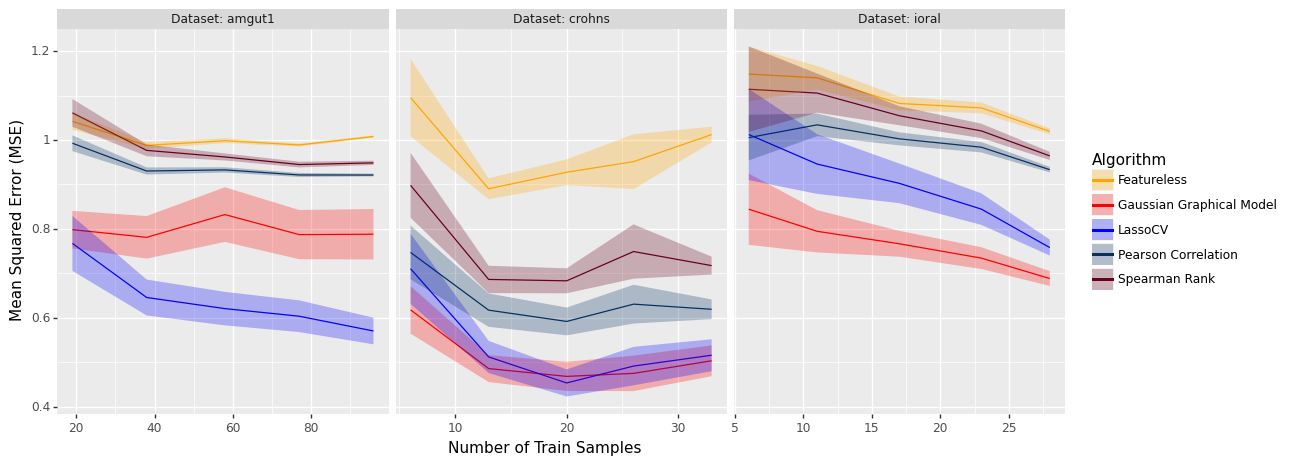 Dataset: amgut1
Dataset: crohns
Dataset: ioral
Mean Squared Error (MSE)
1.2
1
0.8
0.6
0.4
20
40
60
80
10
20
30
5
10
15
20
25
Number of Train Samples
Algorithm
Featureless
Gaussian Graphical Model
LassoCV
Pearson Correlation
Spearman Rank